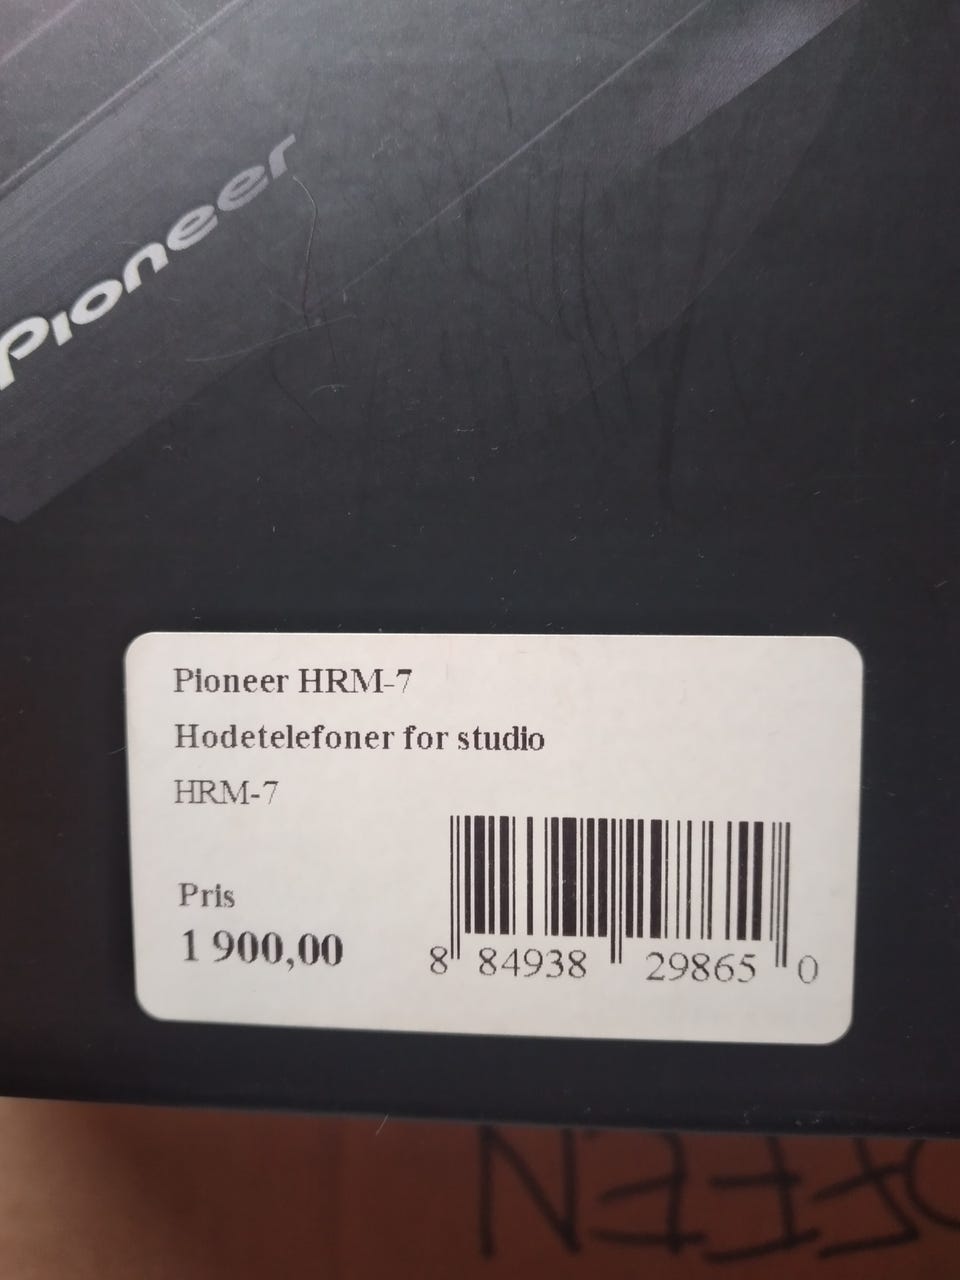 Pioneer
Pioneer HRM-7
Hodetelefoner for studio
HRM-7
Pris
1 900,00
8 84938 29865 0